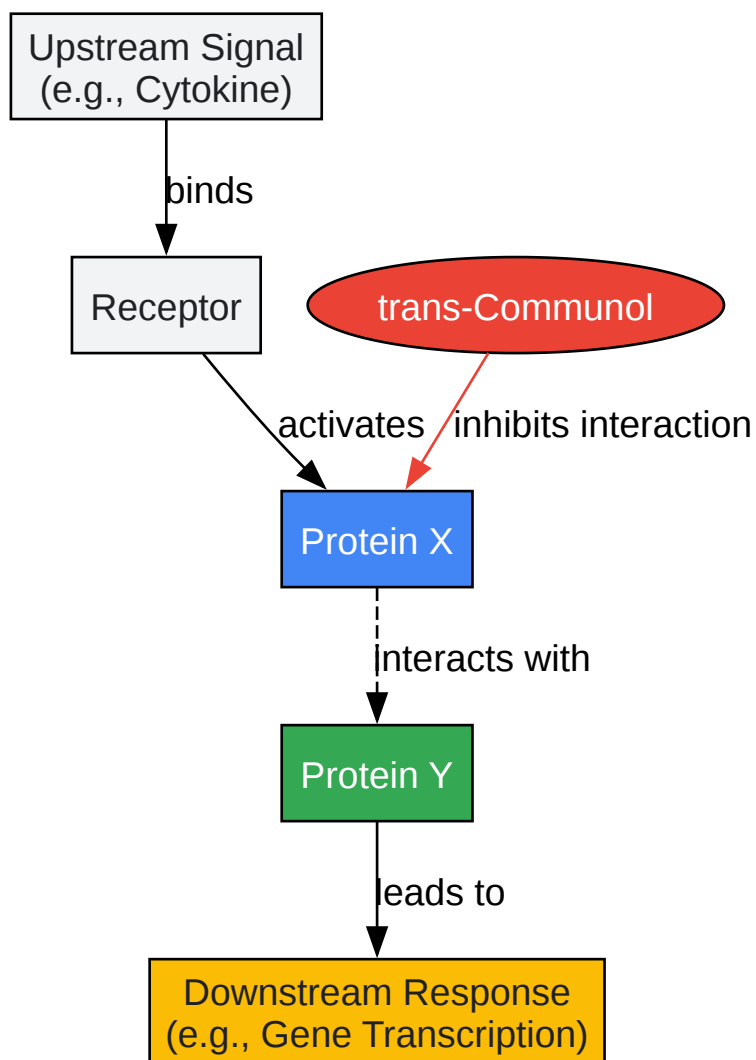 Upstream Signal
(e.g., Cytokine)
binds
Receptor
trans-Communol
activates
inhibits interaction
Protein X
interacts with
Protein Y
leads to
Downstream Response
(e.g., Gene Transcription)